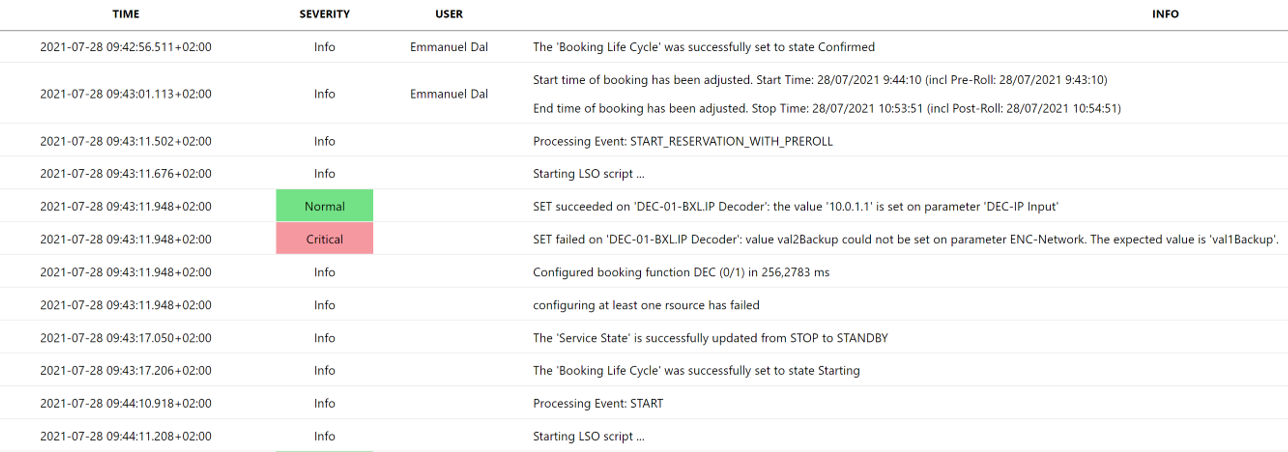 TIME SEVERITY USER INFO
2021-07-28 09:42:56.511+02:00 Info Emmanuel Dal The 'Booking Life Cycle' was successfully set to state Confirmed
Start time of booking has been adjusted. Start Time: 28/07/2021 9:44:10 (incl Pre-Roll: 28/07/2021 9:43:10)
2021-07-28 09:43:01.113+02:00 Info Emmanuel Dal
End time of booking has been adjusted. Stop Time: 28/07/2021 10:53:51 (incl Post-Roll: 28/07/2021 10:54:51)
2021-07-28 09:43:11.502+02:00 Info Processing Event: START_RESERVATION_WITH_PREROLL
2021-07-28 09:43:11.676+02:00 Info Starting LSO script ...
2021-07-28 09:43:11.948+02:00 Normal SET succeeded on 'DEC-01-BXL.IP Decoder': the value '10.0.1.1' is set on parameter 'DEC-IP Input'
2021-07-28 09:43:11.948+02:00 Critical SET failed on 'DEC-01-BXL.IP Decoder': value val2Backup could not be set on parameter ENC-Network. The expected value is 'val1Backup'.
2021-07-28 09:43:11.948+02:00 Info Configured booking function DEC (0/1) in 256,2783 ms
2021-07-28 09:43:11.948+02:00 Info configuring at least one rsource has failed
2021-07-28 09:43:17.050+02:00 Info The 'Service State' is successfully updated from STOP to STANDBY
2021-07-28 09:43:17.206+02:00 Info The 'Booking Life Cycle' was successfully set to state Starting
2021-07-28 09:44:10.918+02:00 Info Processing Event: START
2021-07-28 09:44:11.208+02:00 Info Starting LSO script ...